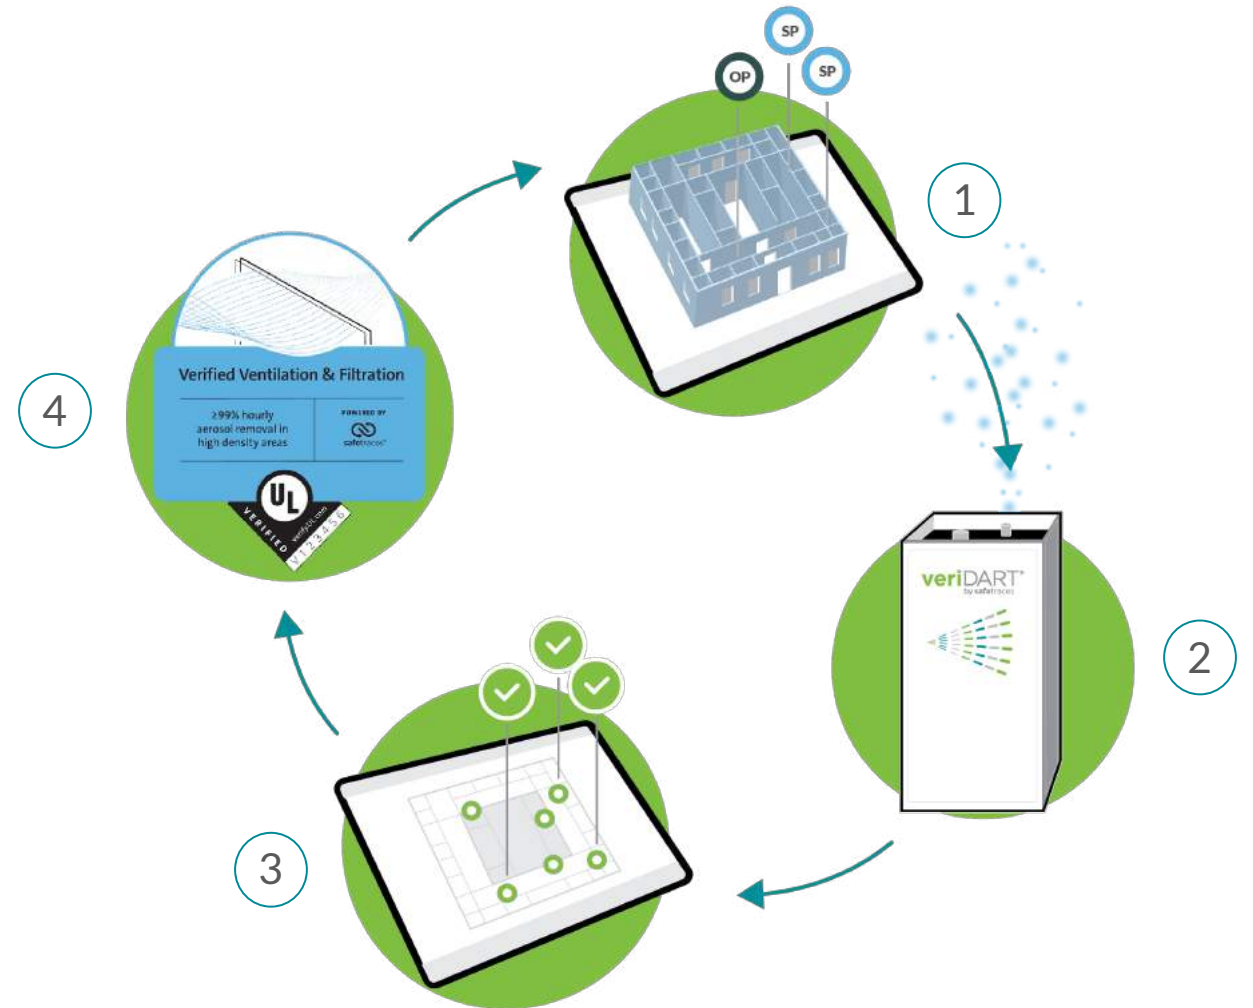 SP
SP
OP
1
4
Verified Ventilation & Filtration
≥99% hourly
aerosol removal in
high density areas
POWERED BY
safetraces
UL
VERIFIED
verify.UL.com
V123456
veriDART®
by safetraces
2
3